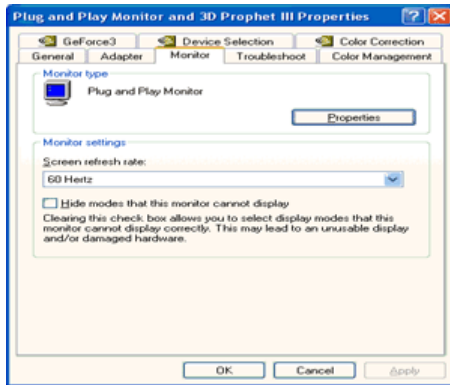 Plug and Play Monitor and 3D Prophet III Properties
GeForce3 Device Selection Color Correction
General Adapter Monitor Troubleshoot Color Management
Monitor type
Plug and Play Monitor
Properties
Monitor settings
Screen refresh rate:
60 Hertz
Hide modes that this monitor cannot display
Clearing this check box allows you to select display modes that this
monitor cannot display correctly. This may lead to an unusable display
and/or damaged hardware.
OK Cancel Apply